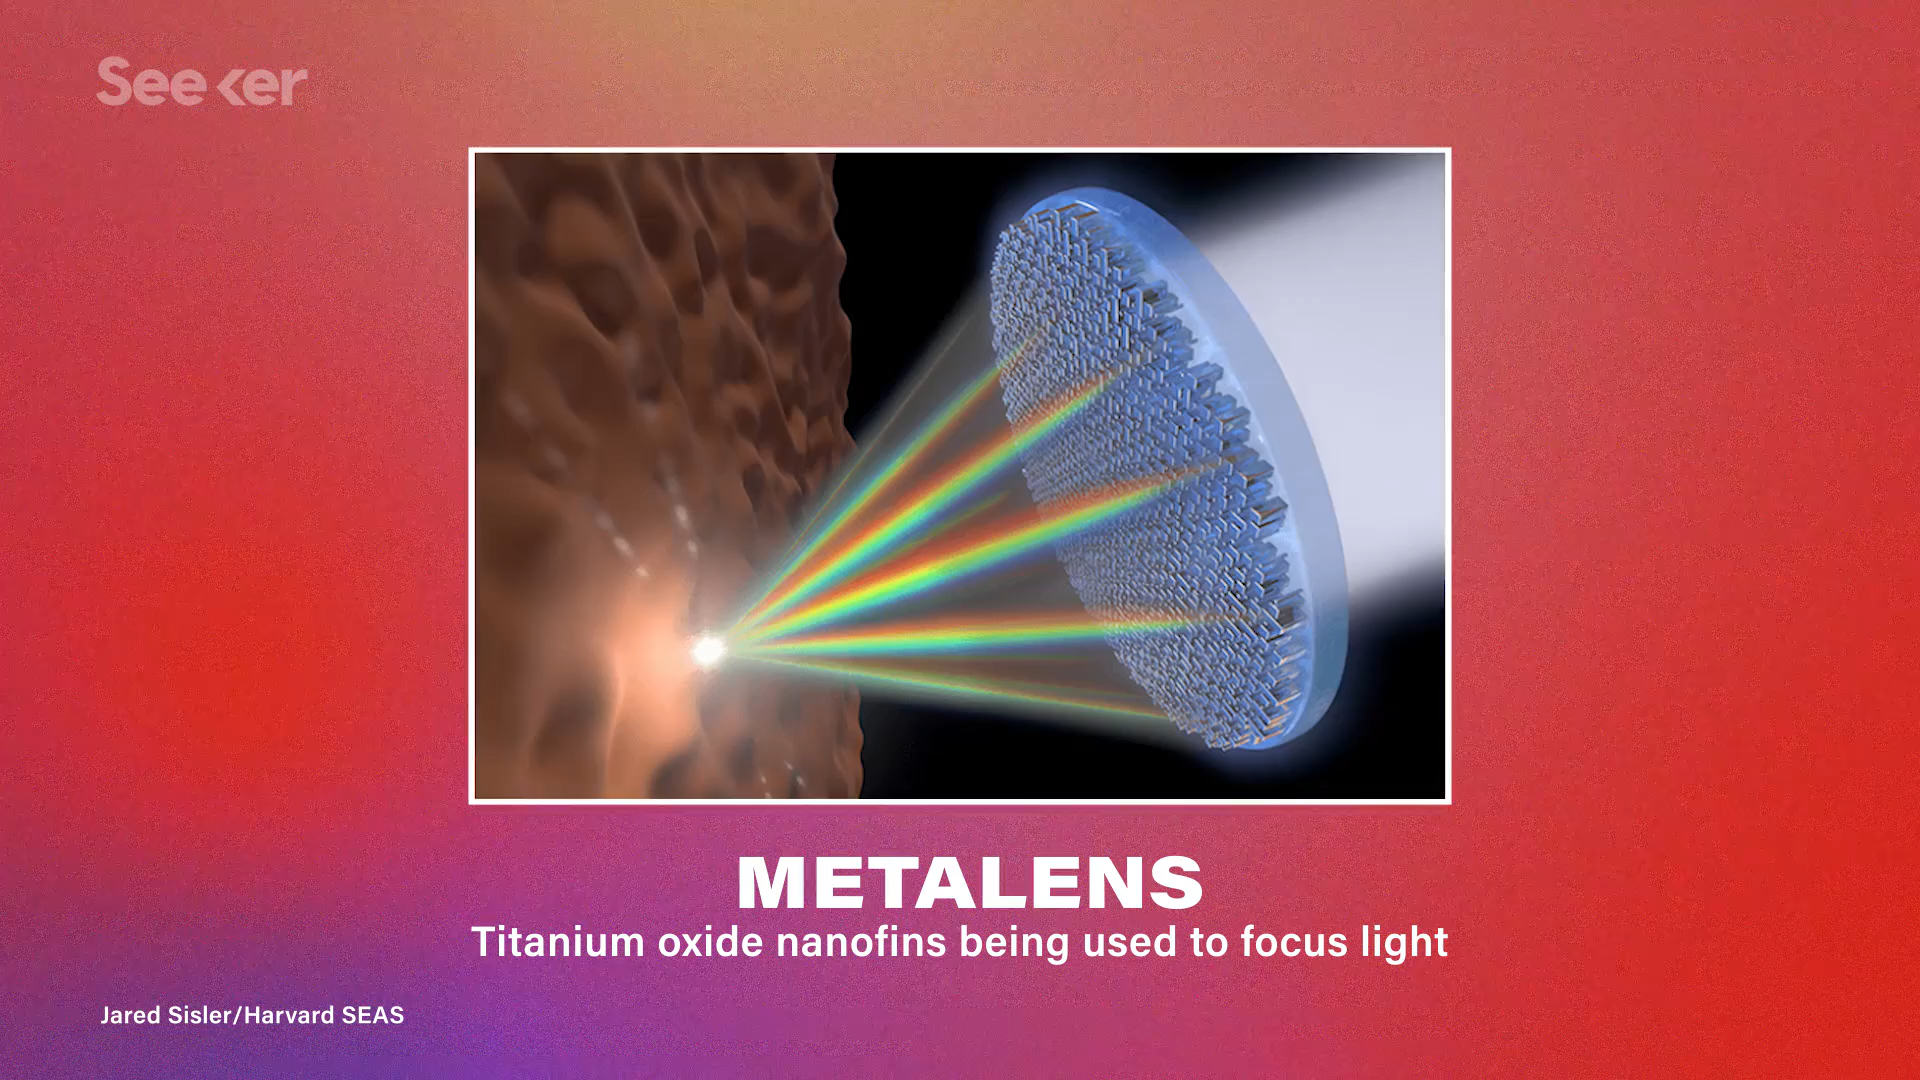 Seeker
METALENS
Titanium oxide nanofins being used to focus light
Jared Sisler/Harvard SEAS